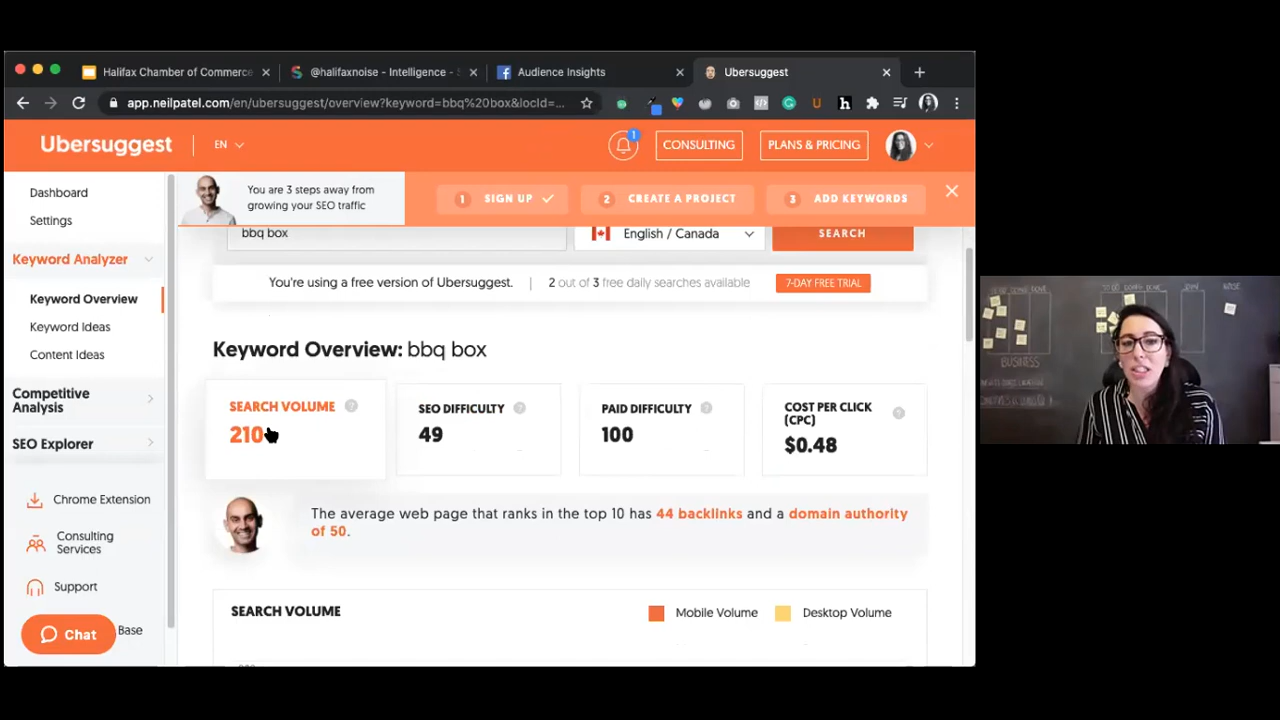 Halifax Chamber of Commerce
@halifaxnoise - Intelligence -
Audience Insights
Ubersuggest
app.neilpatel.com/en/ubersuggest/overview?keyword=bbq%20box&locId=...
Ubersuggest
EN
1
CONSULTING
PLANS & PRICING
Dashboard
Settings
Keyword Analyzer
Keyword Overview
Keyword Ideas
Content Ideas
Competitive
Analysis
SEO Explorer
Chrome Extension
Consulting
Services
Support
Chat
Base
You are 3 steps away from
growing your SEO traffic
1 SIGN UP
2 CREATE A PROJECT
3 ADD KEYWORDS
bbq box
English / Canada
SEARCH
You're using a free version of Ubersuggest.
2 out of 3 free daily searches available
7-DAY FREE TRIAL
Keyword Overview: bbq box
SEARCH VOLUME
210
SEO DIFFICULTY
49
PAID DIFFICULTY
100
COST PER CLICK
(CPC)
$0.48
The average web page that ranks in the top 10 has 44 backlinks and a domain authority
of 50.
SEARCH VOLUME
Mobile Volume
Desktop Volume
BUSINESS